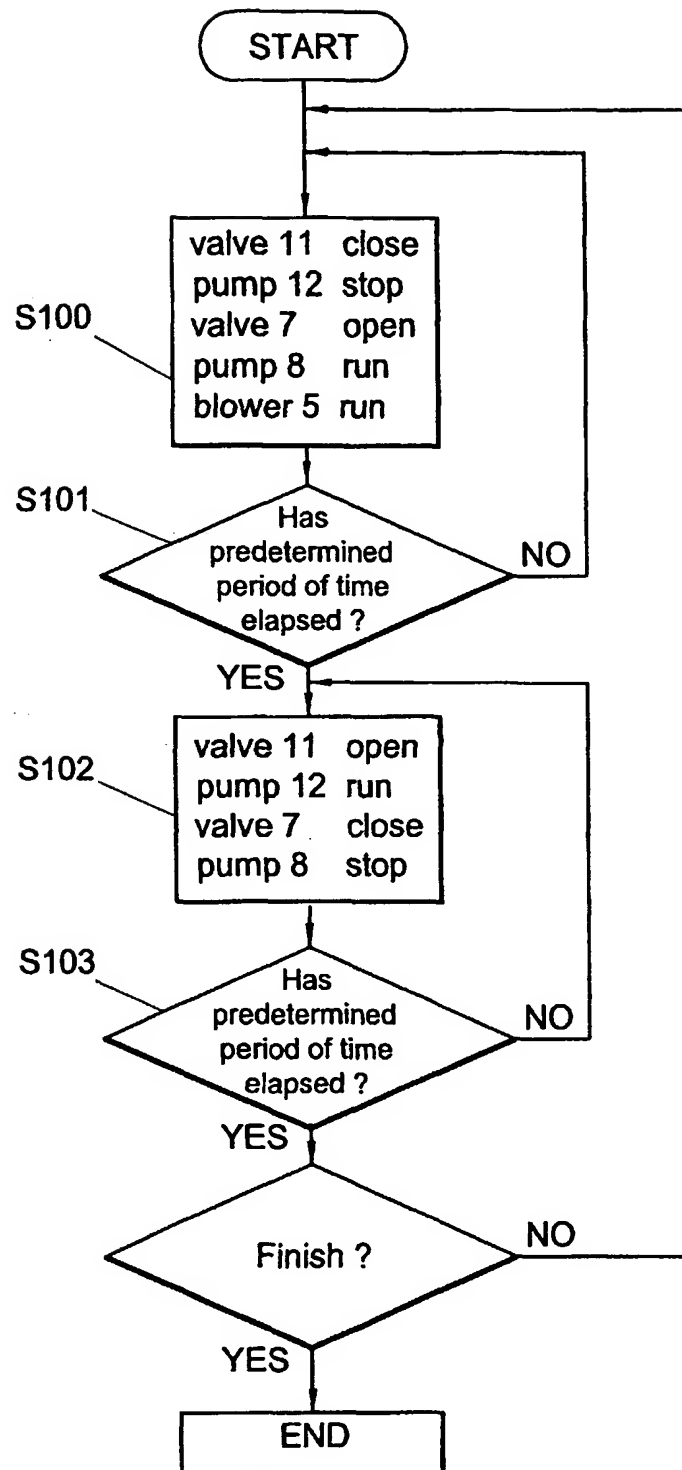 START
S100
valve 11 close
pump 12 stop
valve 7 open
pump 8 run
blower 5 run
S101
Has
predetermined
period of time
elapsed ?
NO
YES
S102
valve 11 open
pump 12 run
valve 7 close
pump 8 stop
S103
Has
predetermined
period of time
elapsed ?
NO
YES
Finish ?
NO
YES
END